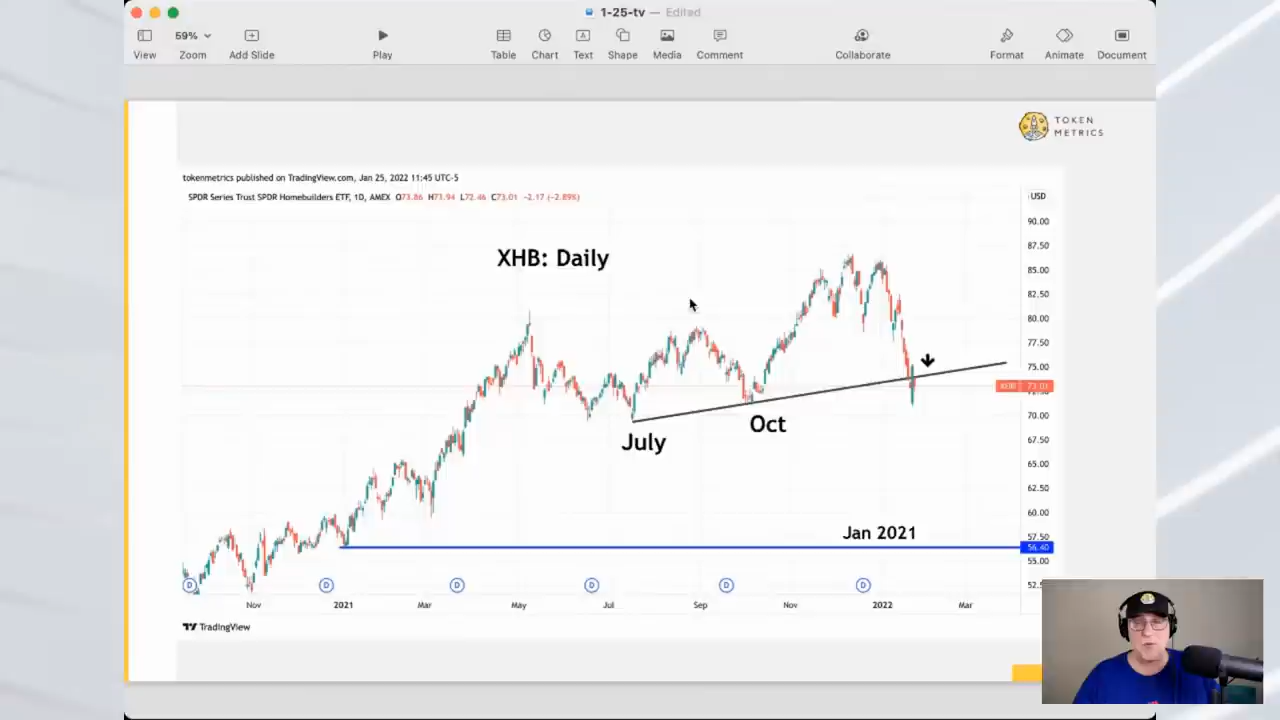 1-25-tv — Edited
59%
View Zoom Add Slide Play Table Chart Text Shape Media Comment Collaborate Format Animate Document
TOKEN
METRICS
tokenmetrics published on TradingView.com, Jan 25, 2022 11:45 UTC-5
SPDR Series Trust SPDR Homebuilders ETF, 1D, AMEX O73.86 H73.94 L72.46 C73.01 -2.17 (-2.89%)
USD
90.00
87.50
XHB: Daily
85.00
82.50
80.00
77.50
75.00
XHB 73.01
70.00
Oct
July
67.50
65.00
62.50
60.00
Jan 2021
57.50
56.40
55.00
D D D D D D
Nov 2021 Mar May Jul Sep Nov 2022 Mar
TradingView